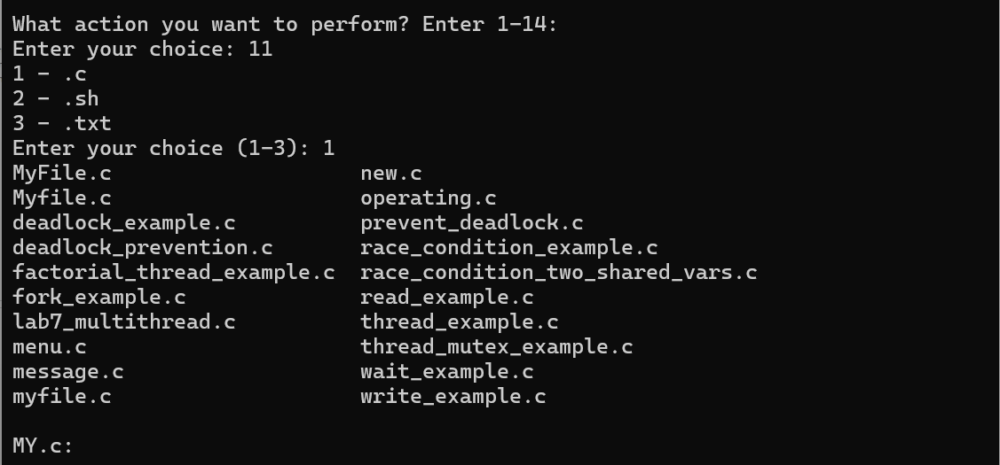 What action you want to perform? Enter 1-14:
Enter your choice: 11
1 - .c
2 - .sh
3 - .txt
Enter your choice (1-3): 1
MyFile.c                    new.c
Myfile.c                    operating.c
deadlock_example.c          prevent_deadlock.c
deadlock_prevention.c       race_condition_example.c
factorial_thread_example.c  race_condition_two_shared_vars.c
fork_example.c              read_example.c
lab7_multithread.c          thread_example.c
menu.c                      thread_mutex_example.c
message.c                   wait_example.c
myfile.c                    write_example.c
MY.c: